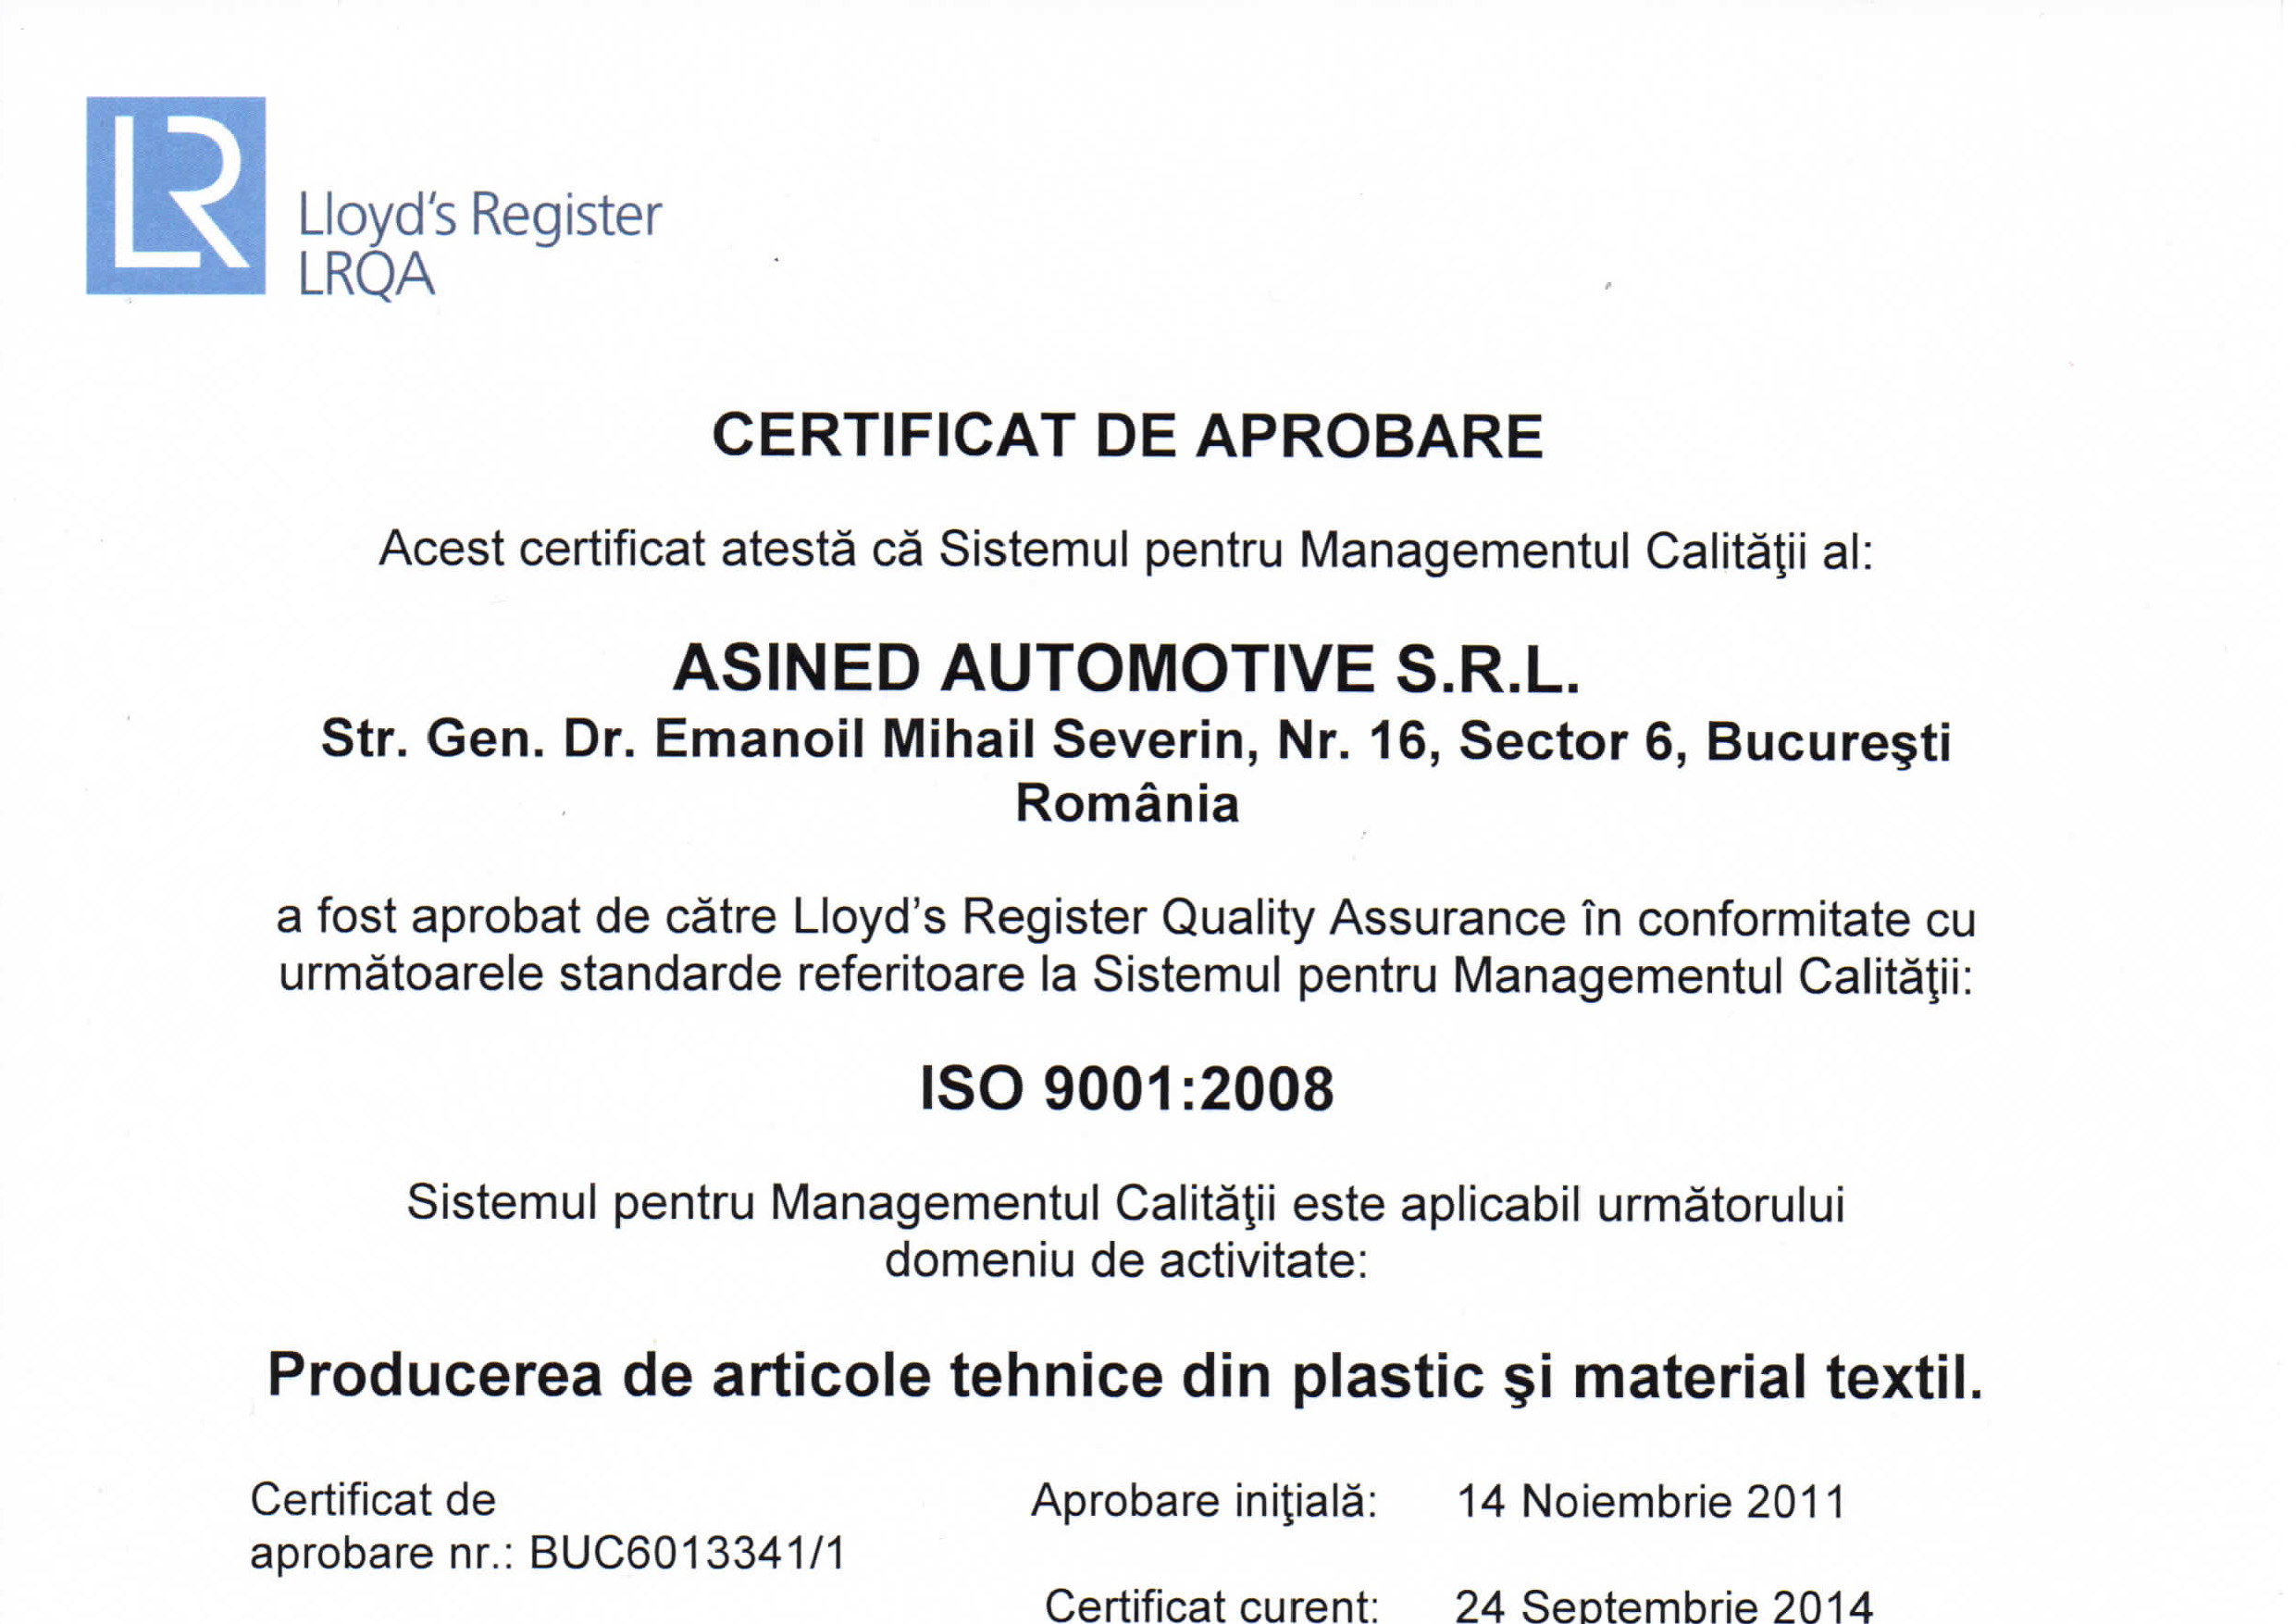 LR
Lloyd's Register
LRQA
CERTIFICAT DE APROBARE
Acest certificat atestă că Sistemul pentru Managementul Calităţii al:
ASINED AUTOMOTIVE S.R.L.
Str. Gen. Dr. Emanoil Mihail Severin, Nr. 16, Sector 6, Bucureşti
România
a fost aprobat de către Lloyd's Register Quality Assurance în conformitate cu
următoarele standarde referitoare la Sistemul pentru Managementul Calităţii:
ISO 9001:2008
Sistemul pentru Managementul Calităţii este aplicabil următorului
domeniu de activitate:
Producerea de articole tehnice din plastic şi material textil.
Certificat de
aprobare nr.: BUC6013341/1
Aprobare iniţială: 14 Noiembrie 2011
Certificat curent: 24 Septembrie 2014